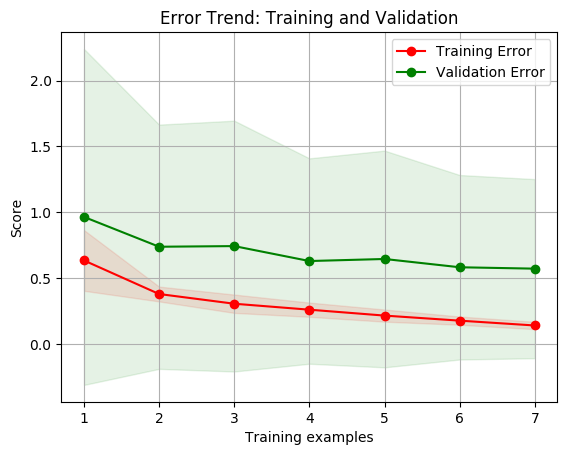 Error Trend: Training and Validation
Training Error
Validation Error
2.0
1.5
1.0
0.5
0.0
Score
1 2 3 4 5 6 7
Training examples